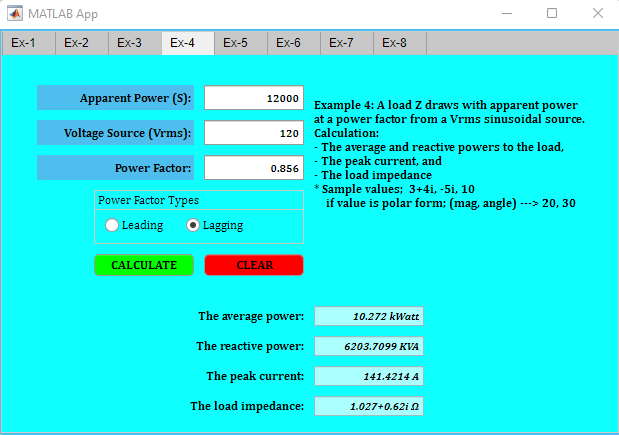 MATLAB App
Ex-1 Ex-2 Ex-3 Ex-4 Ex-5 Ex-6 Ex-7 Ex-8
Apparent Power (S): 12000
Voltage Source (Vrms): 120
Power Factor: 0.856
Power Factor Types
Leading Lagging
CALCULATE CLEAR
Example 4: A load Z draws with apparent power
at a power factor from a Vrms sinusoidal source.
Calculation:
- The average and reactive powers to the load,
- The peak current, and
- The load impedance
* Sample values; 3+4i, -5i, 10
if value is polar form; (mag, angle) ---> 20, 30
The average power: 10.272 kWatt
The reactive power: 6203.7099 KVA
The peak current: 141.4214 A
The load impedance: 1.027+0.62i Ω